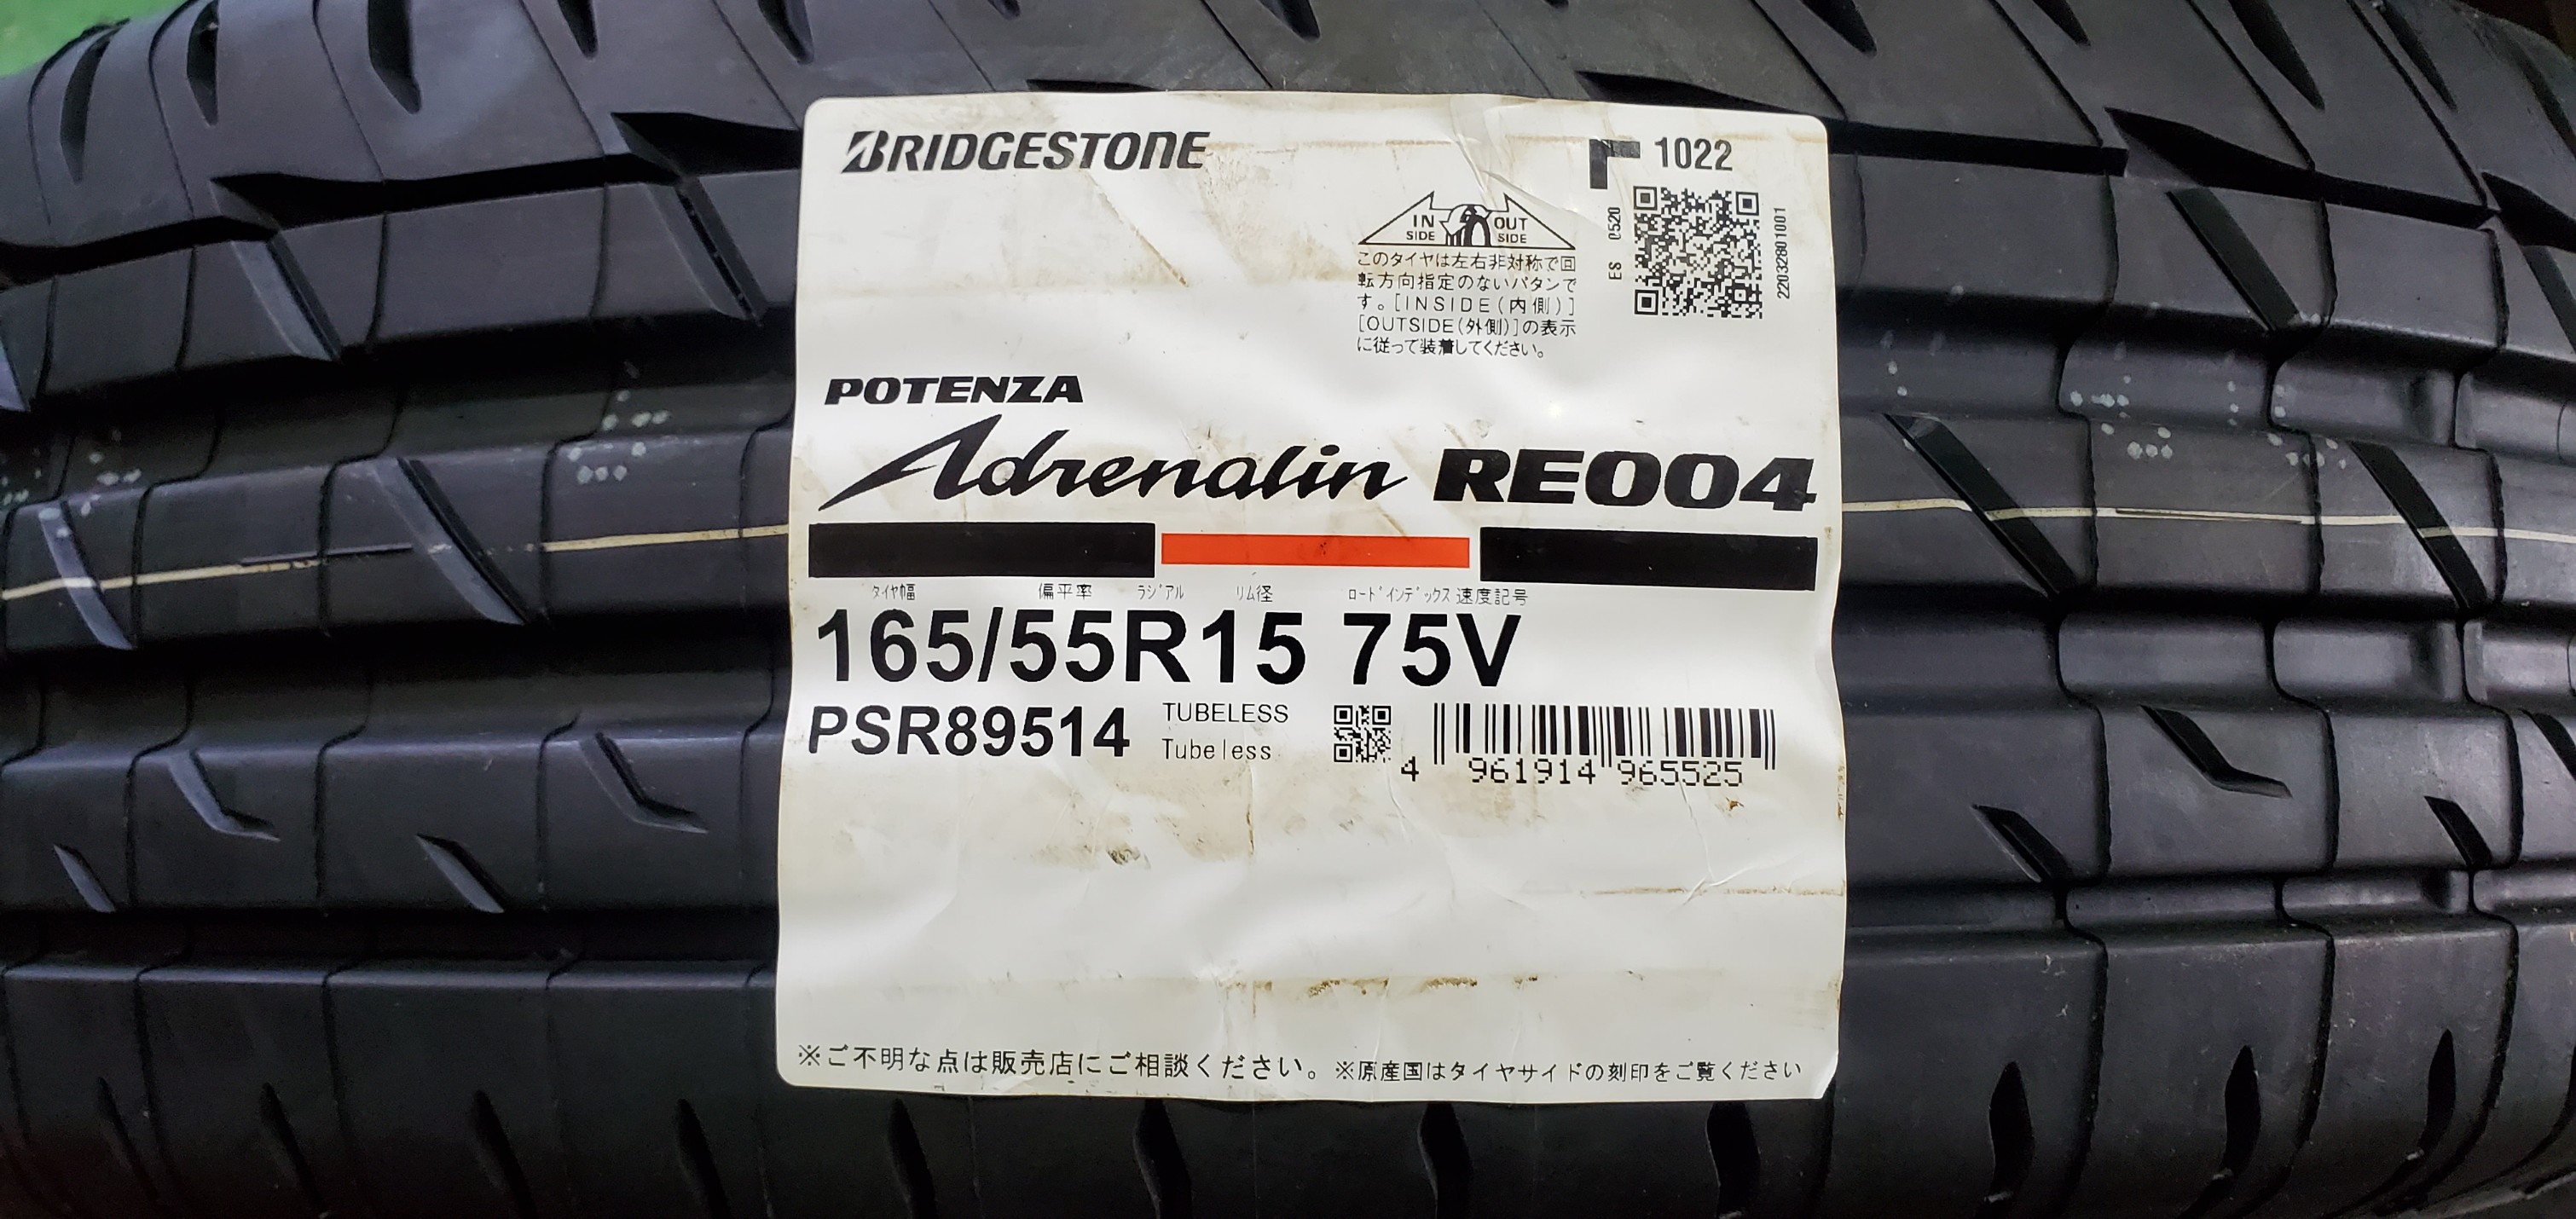 BRIDGESTONE
1022
IN SIDE
OUT SIDE
ES 0520
22032801001
このタイヤは左右非対称で回
転方向指定のないパタンで
す。[INSIDE(内側)]
[OUTSIDE(外側)]の表示
に従って装着してください。
POTENZA
Adrenalin RE004
タイヤ幅 偏平率 ラジアル リム径 ロードインデックス 速度記号
165/55R15 75V
PSR89514
TUBELESS
Tubeless
4 961914 965525
※ご不明な点は販売店にご相談ください。 ※原産国はタイヤサイドの刻印をご覧ください